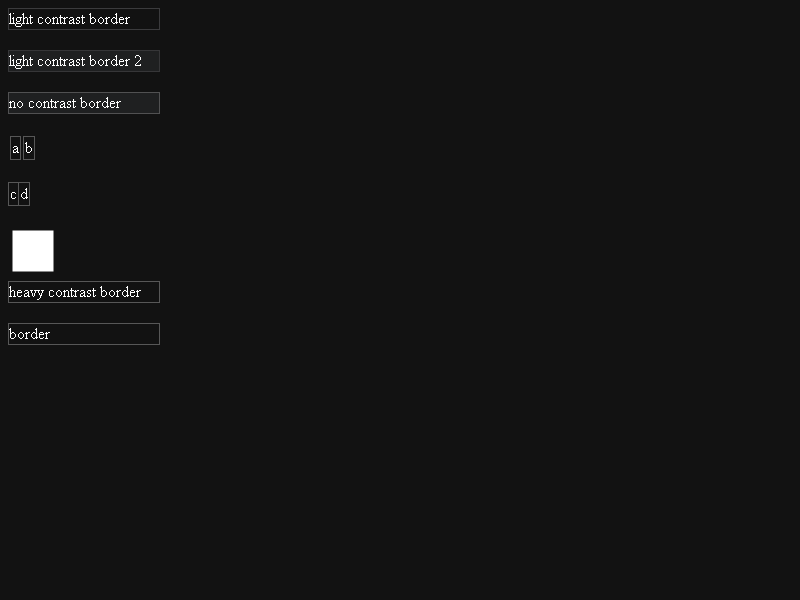 light contrast border
light contrast border 2
no contrast border
a b
c d
heavy contrast border
border